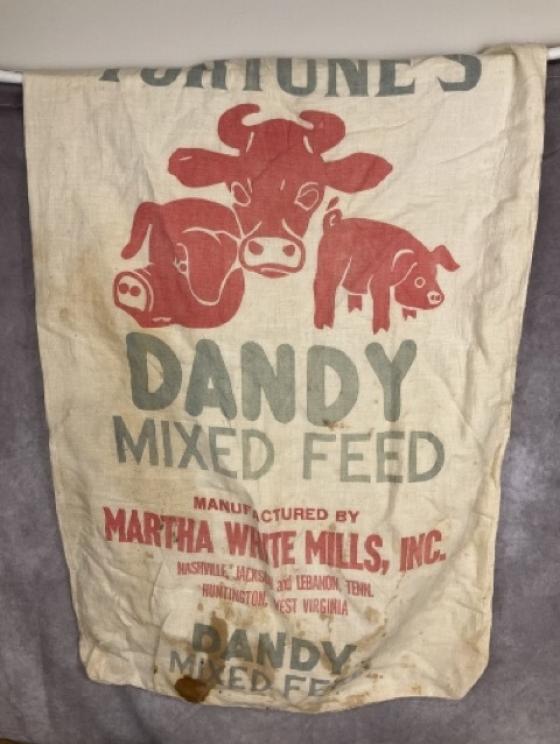 FORTUNE'S
DANDY
MIXED FEED
MANUFACTURED BY
MARTHA WHITE MILLS, INC.
NASHVILLE, JACKSON and LEBANON, TENN.
HUNTINGTON, WEST VIRGINIA
DANDY
MIXED FE